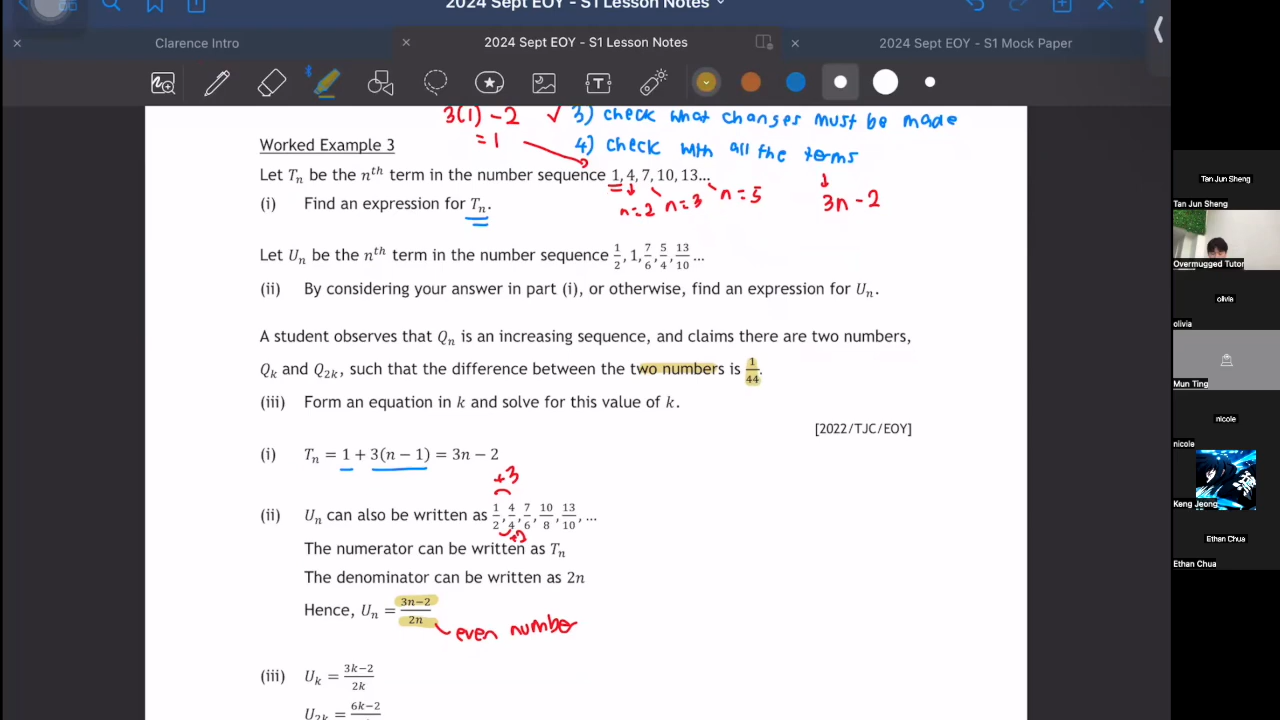 2024 Sept EOY - S1 Lesson Notes
Clarence Intro
2024 Sept EOY - S1 Lesson Notes
2024 Sept EOY - S1 Mock Paper
3(1) - 2 ✓ 3) check what changes must be made
= 1 4) check with all the terms
Worked Example 3
Let Tₙ be the nᵗʰ term in the number sequence 1, 4, 7, 10, 13...
n = 2 n = 3 n = 5 3n - 2
(i) Find an expression for Tₙ.
Let Uₙ be the nᵗʰ term in the number sequence 1/2, 1, 7/6, 5/4, 13/10 ...
(ii) By considering your answer in part (i), or otherwise, find an expression for Uₙ.
A student observes that Qₙ is an increasing sequence, and claims there are two numbers,
Qₖ and Q₂ₖ, such that the difference between the two numbers is 1/44.
(iii) Form an equation in k and solve for this value of k.
[2022/TJC/EOY]
(i) Tₙ = 1 + 3(n − 1) = 3n − 2
+3
(ii) Uₙ can also be written as 1/2, 4/4, 7/6, 10/8, 13/10, ...
+2
The numerator can be written as Tₙ
The denominator can be written as 2n
Hence, Uₙ = 3n−2/2n
even number
(iii) Uₖ = 3k−2/2k
U₂ₖ = 6k−2
Tan Jun Sheng
Tan Jun Sheng
Overmugged Tutor
olivia
olivia
Mun Ting
nicole
nicole
Keng Jeong
Ethan Chua
Ethan Chua